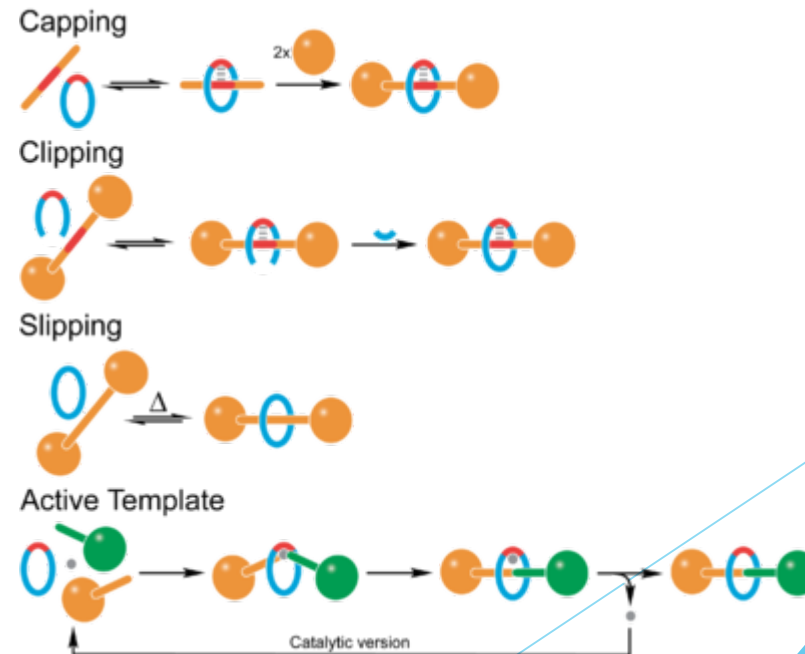 Capping
2x
Clipping
Slipping
Δ
Active Template
Catalytic version